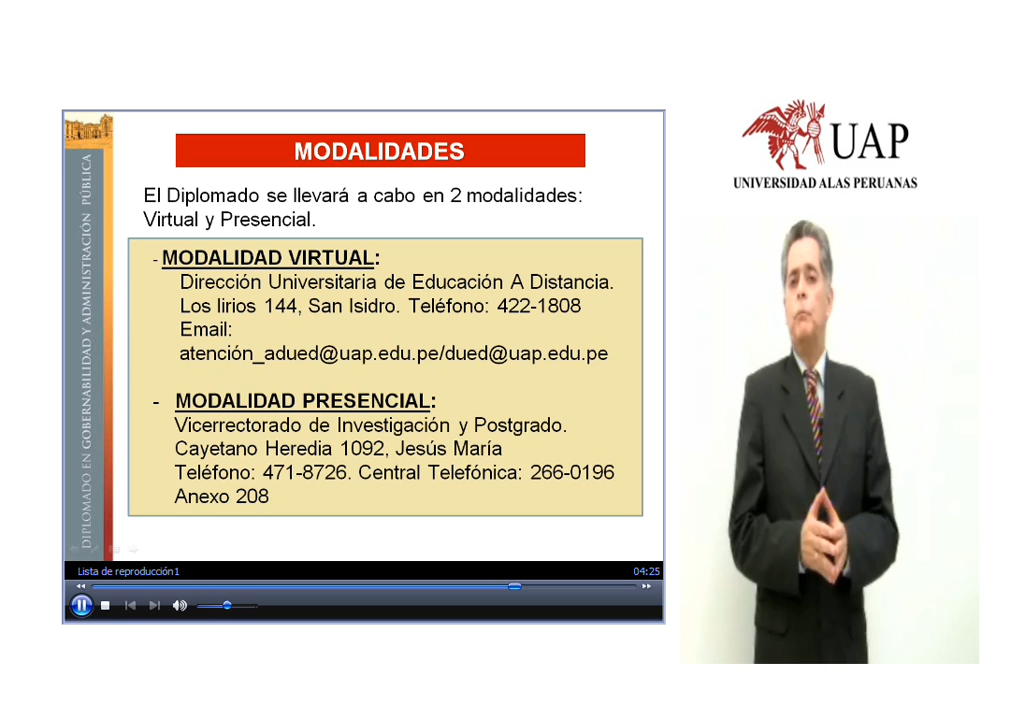 MODALIDADES
El Diplomado se llevará a cabo en 2 modalidades:
Virtual y Presencial.
- MODALIDAD VIRTUAL:
Dirección Universitaria de Educación A Distancia.
Los lirios 144, San Isidro. Teléfono: 422-1808
Email:
atención_adued@uap.edu.pe/dued@uap.edu.pe
- MODALIDAD PRESENCIAL:
Vicerrectorado de Investigación y Postgrado.
Cayetano Heredia 1092, Jesús María
Teléfono: 471-8726. Central Telefónica: 266-0196
Anexo 208
DIPLOMADO EN GOBERNABILIDAD Y ADMINISTRACIÓN PÚBLICA
Lista de reproducción1
04:25
UAP
UNIVERSIDAD ALAS PERUANAS